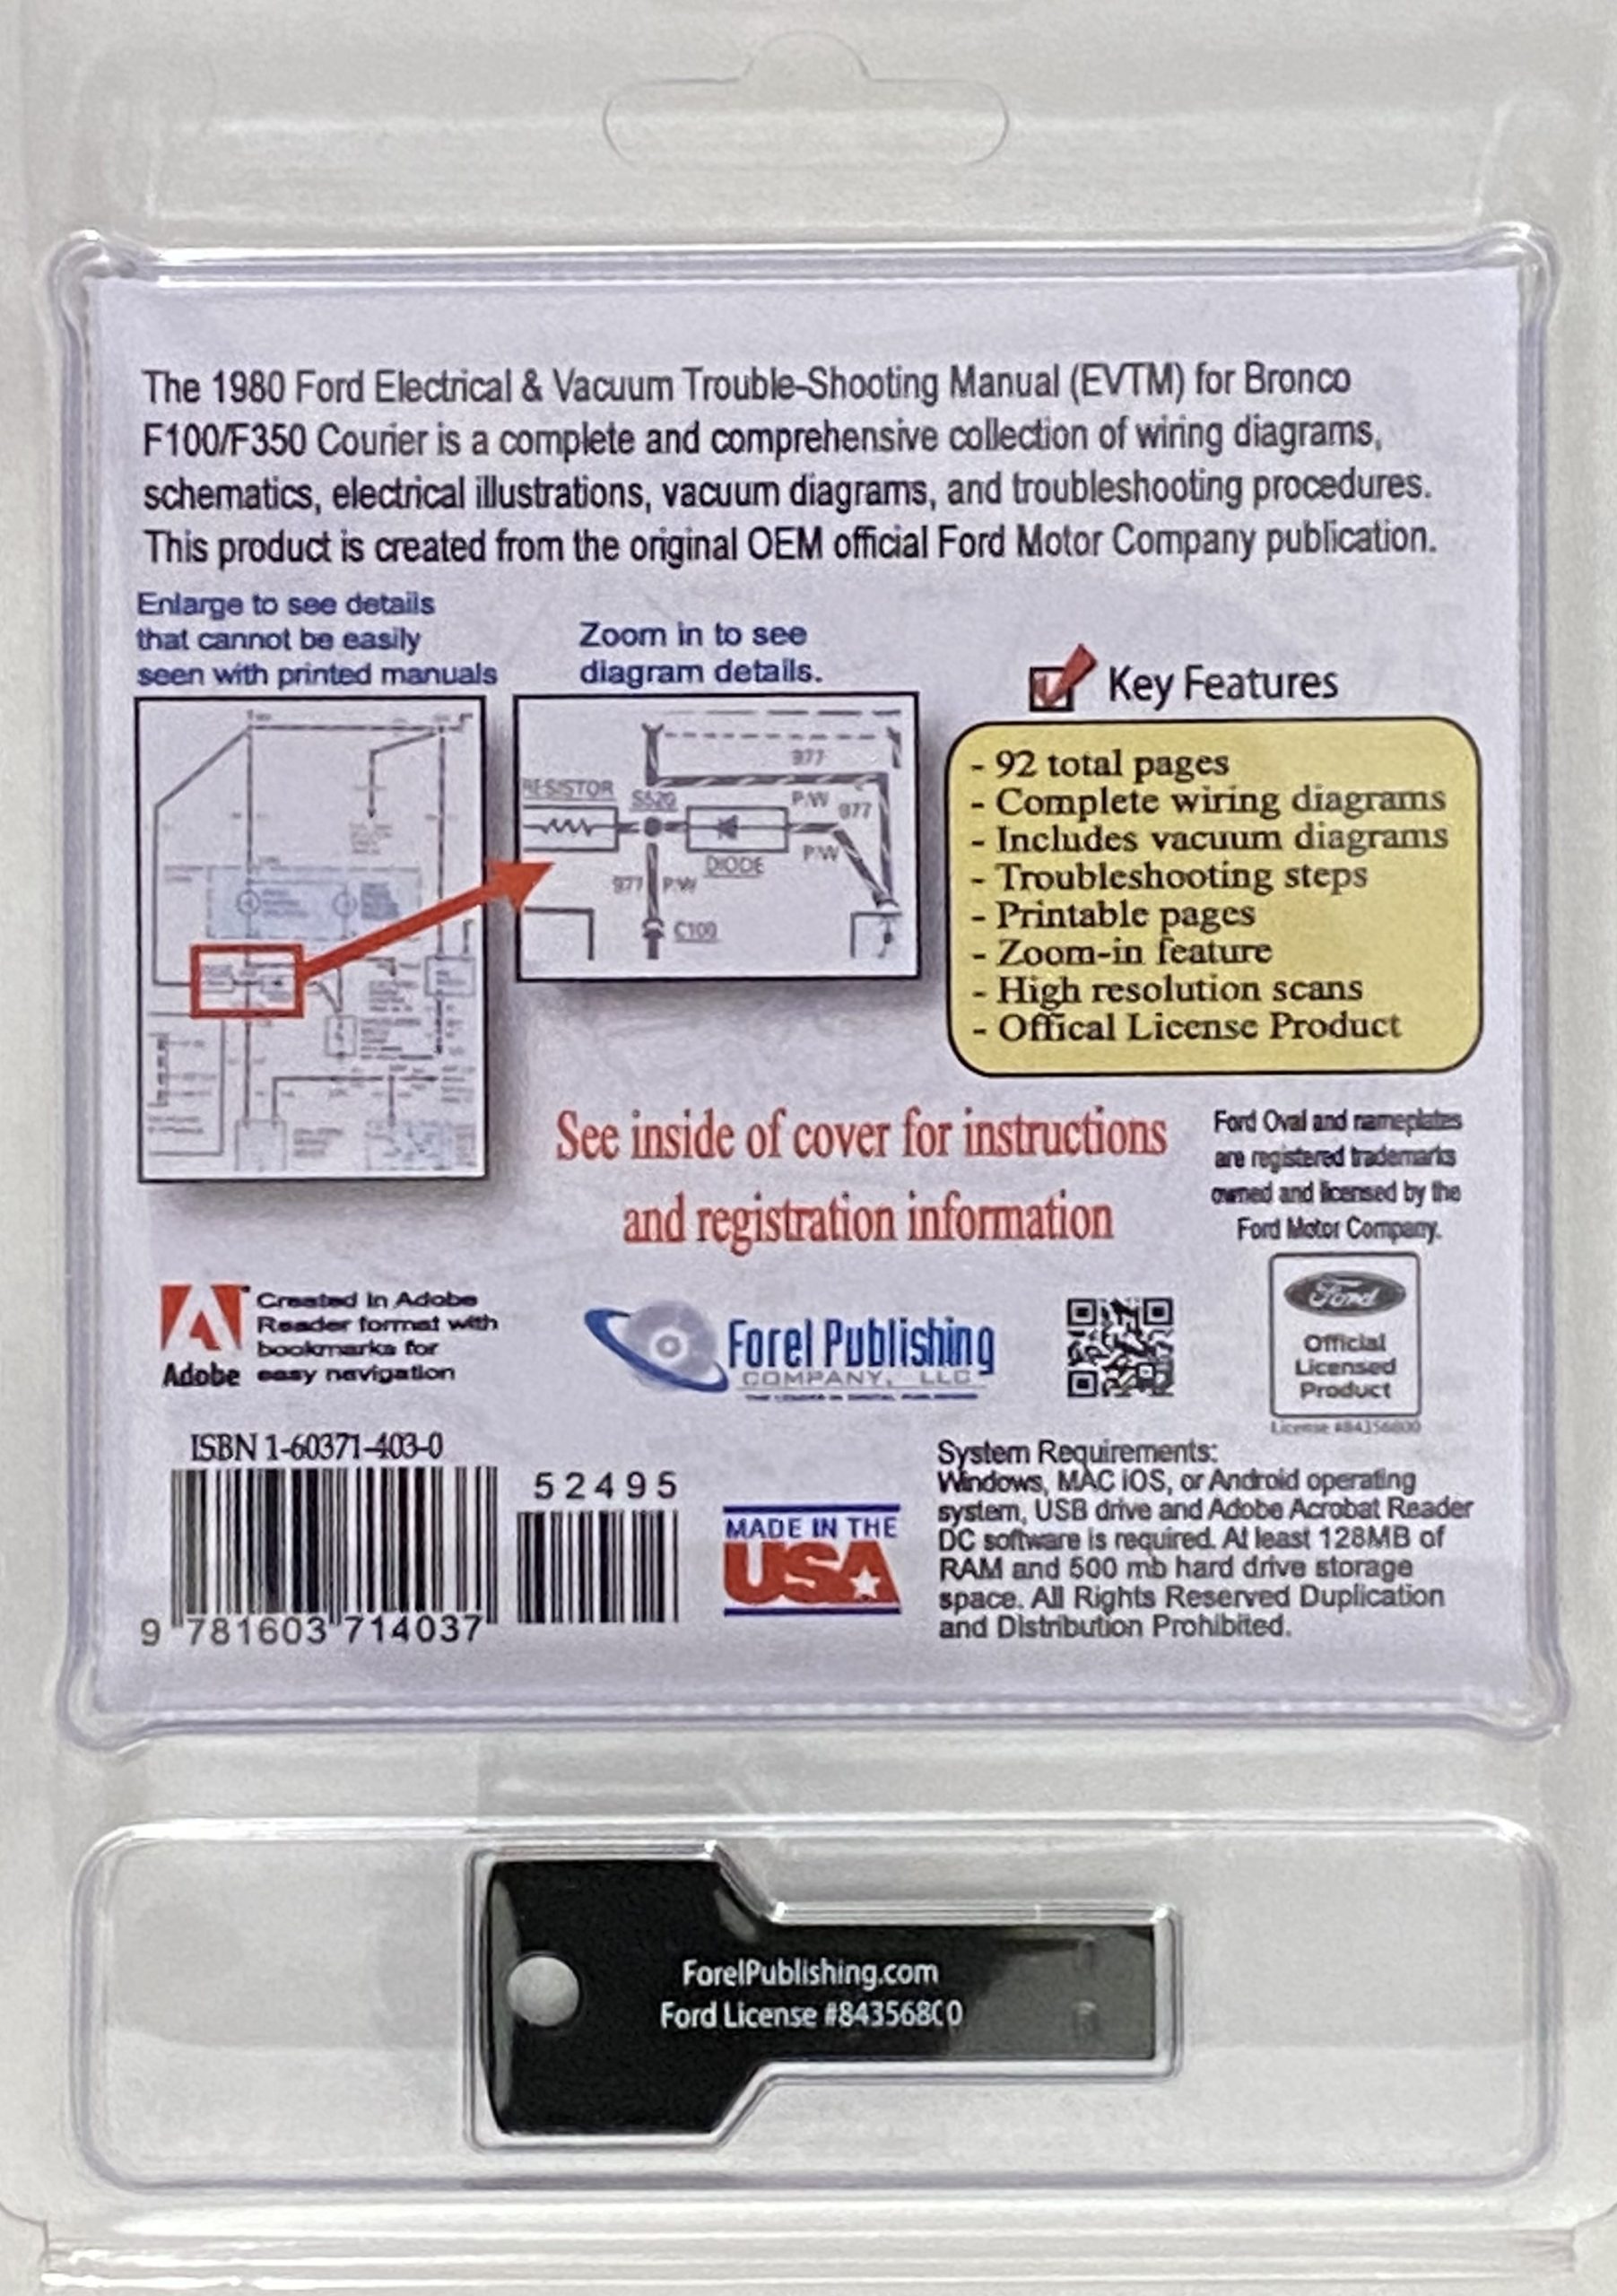 The 1980 Ford Electrical & Vacuum Trouble-Shooting Manual (EVTM) for Bronco
F100/F350 Courier is a complete and comprehensive collection of wiring diagrams,
schematics, electrical illustrations, vacuum diagrams, and troubleshooting procedures.
This product is created from the original OEM official Ford Motor Company publication.
Enlarge to see details
that cannot be easily
seen with printed manuals
Zoom in to see
diagram details.
977
RESISTOR
S520
P/W
977
P/W
DIODE
977
P/W
C100
Key Features
- 92 total pages
- Complete wiring diagrams
- Includes vacuum diagrams
- Troubleshooting steps
- Printable pages
- Zoom-in feature
- High resolution scans
- Offical License Product
See inside of cover for instructions
and registration information
Ford Oval and nameplates
are registered trademarks
owned and licensed by the
Ford Motor Company.
Adobe
Created in Adobe
Reader format with
bookmarks for
easy navigation
Forel Publishing
COMPANY, LLC
THE LEADER IN DIGITAL PUBLISHING
Ford
Official
Licensed
Product
License #84356800
ISBN 1-60371-403-0
9 781603 714037
52495
MADE IN THE
USA
System Requirements:
Windows, MAC iOS, or Android operating
system, USB drive and Adobe Acrobat Reader
DC software is required. At least 128MB of
RAM and 500 mb hard drive storage
space. All Rights Reserved Duplication
and Distribution Prohibited.
ForelPublishing.com
Ford License #84356800